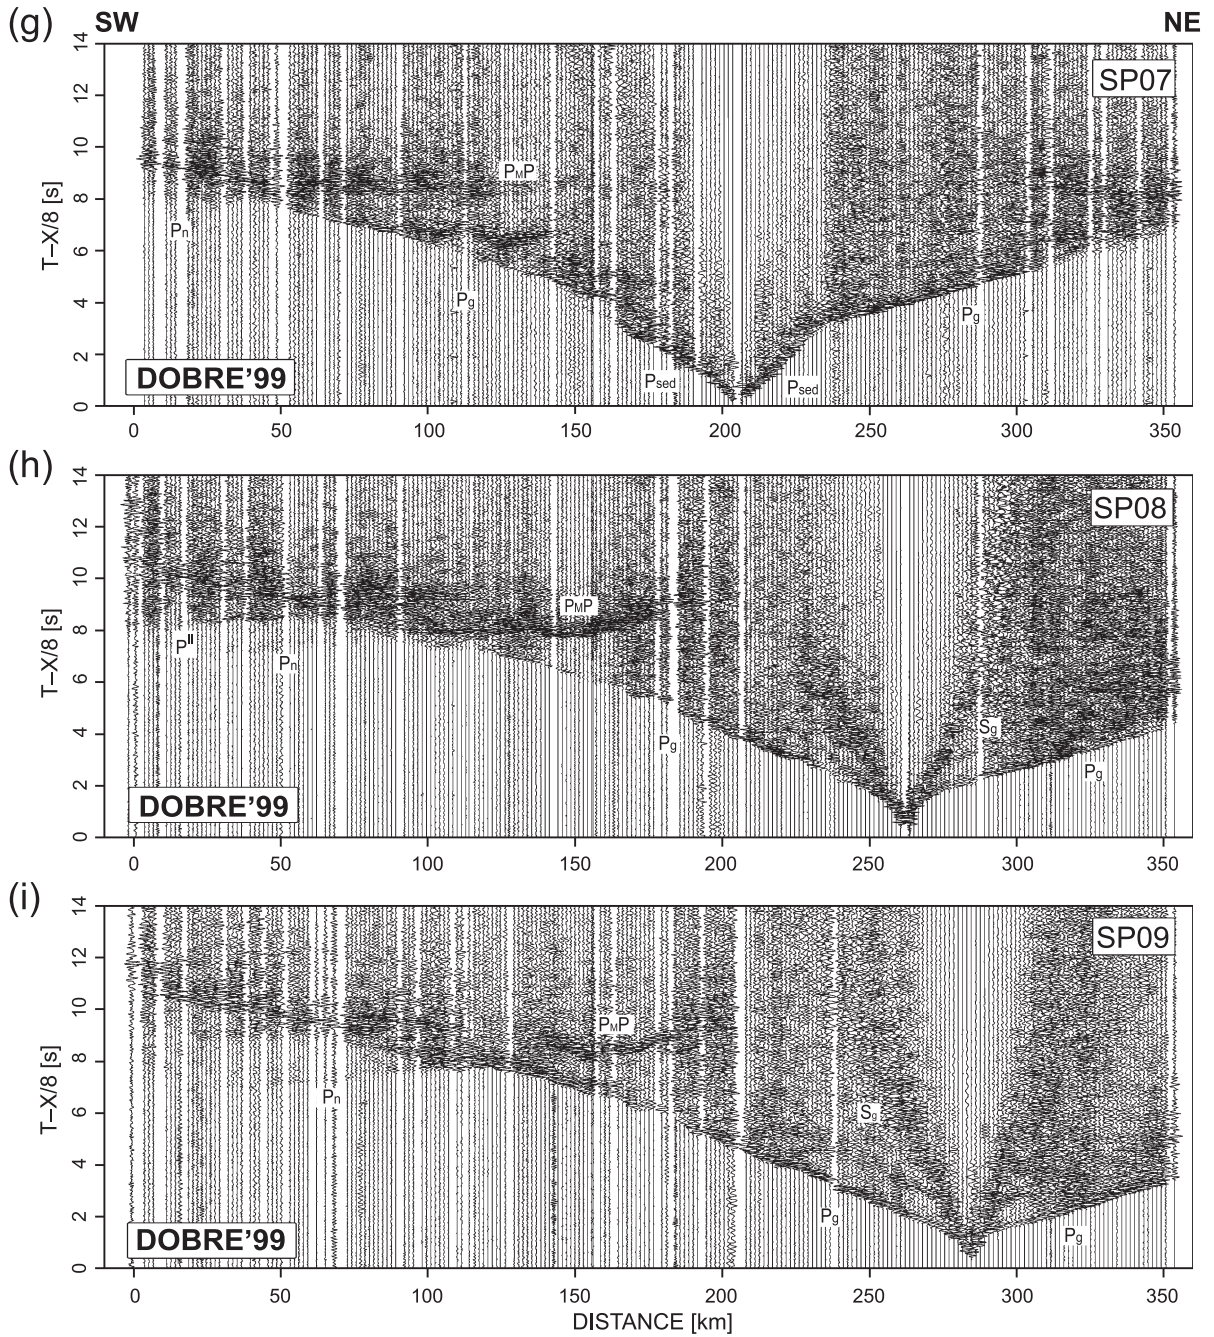 (g) SW NE
SP07
T–X/8 [s]
0 2 4 6 8 10 12 14
PMP
Pn
Pg
Pg
Psed
Psed
DOBRE'99
0 50 100 150 200 250 300 350
(h)
SP08
T–X/8 [s]
0 2 4 6 8 10 12 14
PMP
P^II
Pn
Pg
Sg
Pg
DOBRE'99
0 50 100 150 200 250 300 350
(i)
SP09
T–X/8 [s]
0 2 4 6 8 10 12 14
PMP
Pn
Sg
Pg
Pg
DOBRE'99
0 50 100 150 200 250 300 350
DISTANCE [km]